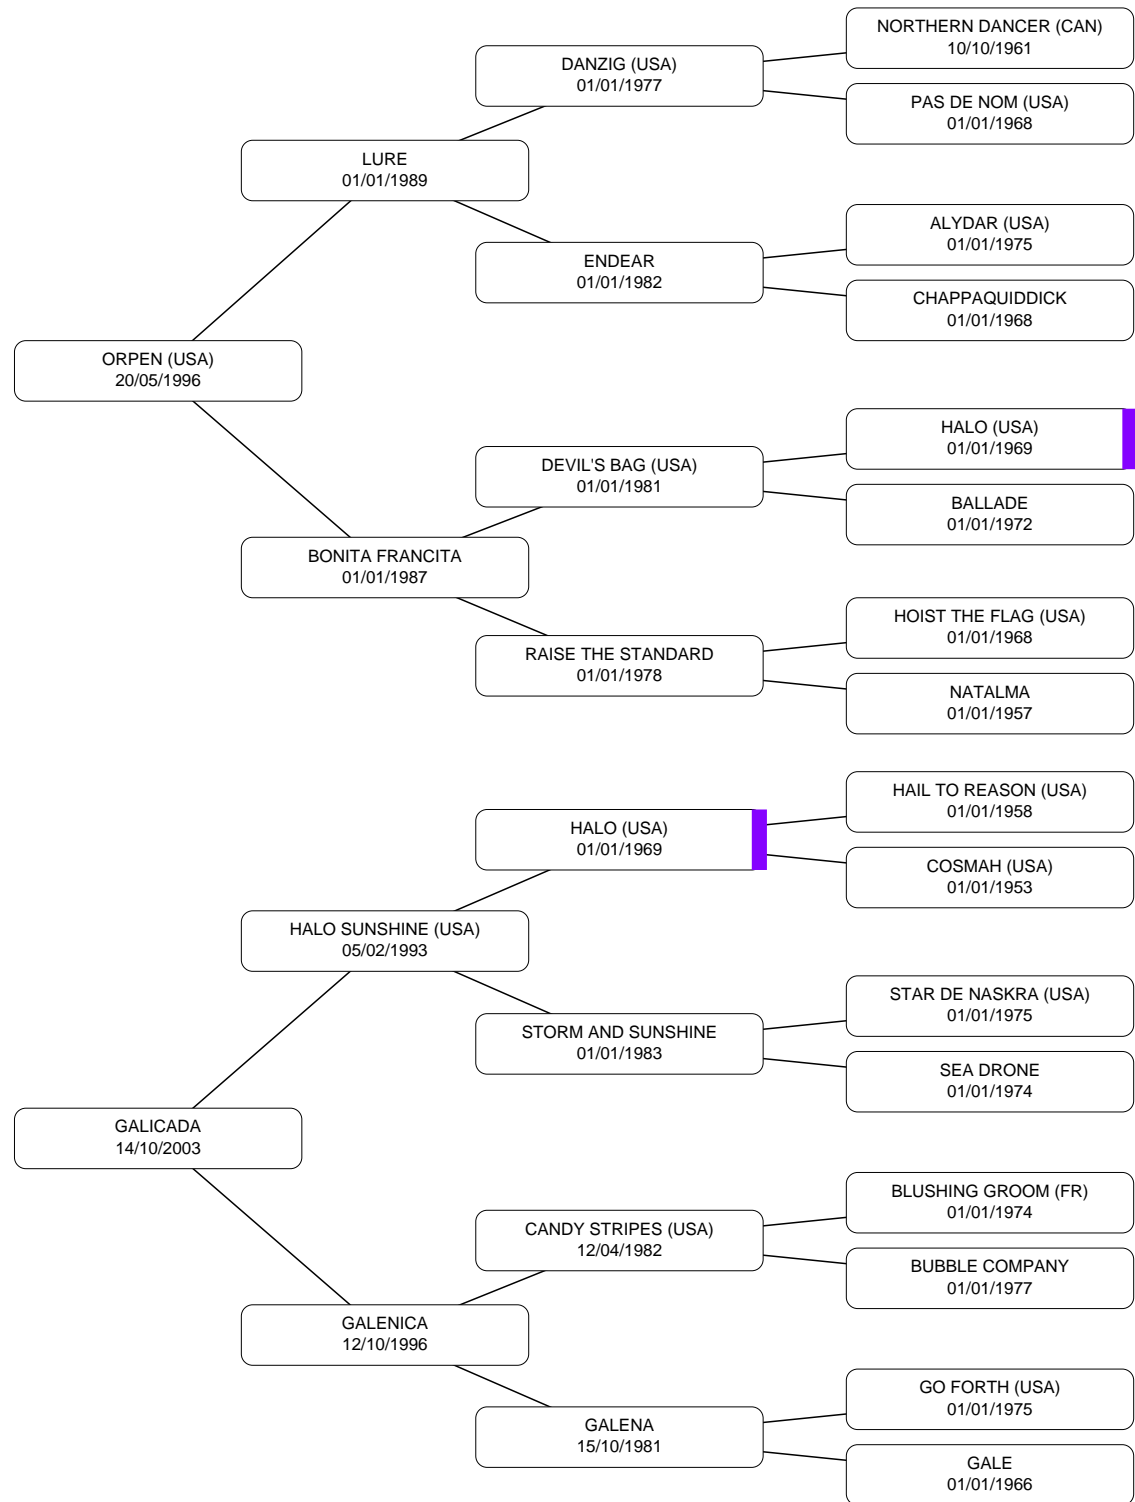 NORTHERN DANCER (CAN)
10/10/1961
DANZIG (USA)
01/01/1977
PAS DE NOM (USA)
01/01/1968
LURE
01/01/1989
ALYDAR (USA)
01/01/1975
ENDEAR
01/01/1982
CHAPPAQUIDDICK
01/01/1968
ORPEN (USA)
20/05/1996
HALO (USA)
01/01/1969
DEVIL'S BAG (USA)
01/01/1981
BALLADE
01/01/1972
BONITA FRANCITA
01/01/1987
HOIST THE FLAG (USA)
01/01/1968
RAISE THE STANDARD
01/01/1978
NATALMA
01/01/1957
HAIL TO REASON (USA)
01/01/1958
HALO (USA)
01/01/1969
COSMAH (USA)
01/01/1953
HALO SUNSHINE (USA)
05/02/1993
STAR DE NASKRA (USA)
01/01/1975
STORM AND SUNSHINE
01/01/1983
SEA DRONE
01/01/1974
GALICADA
14/10/2003
BLUSHING GROOM (FR)
01/01/1974
CANDY STRIPES (USA)
12/04/1982
BUBBLE COMPANY
01/01/1977
GALENICA
12/10/1996
GO FORTH (USA)
01/01/1975
GALENA
15/10/1981
GALE
01/01/1966